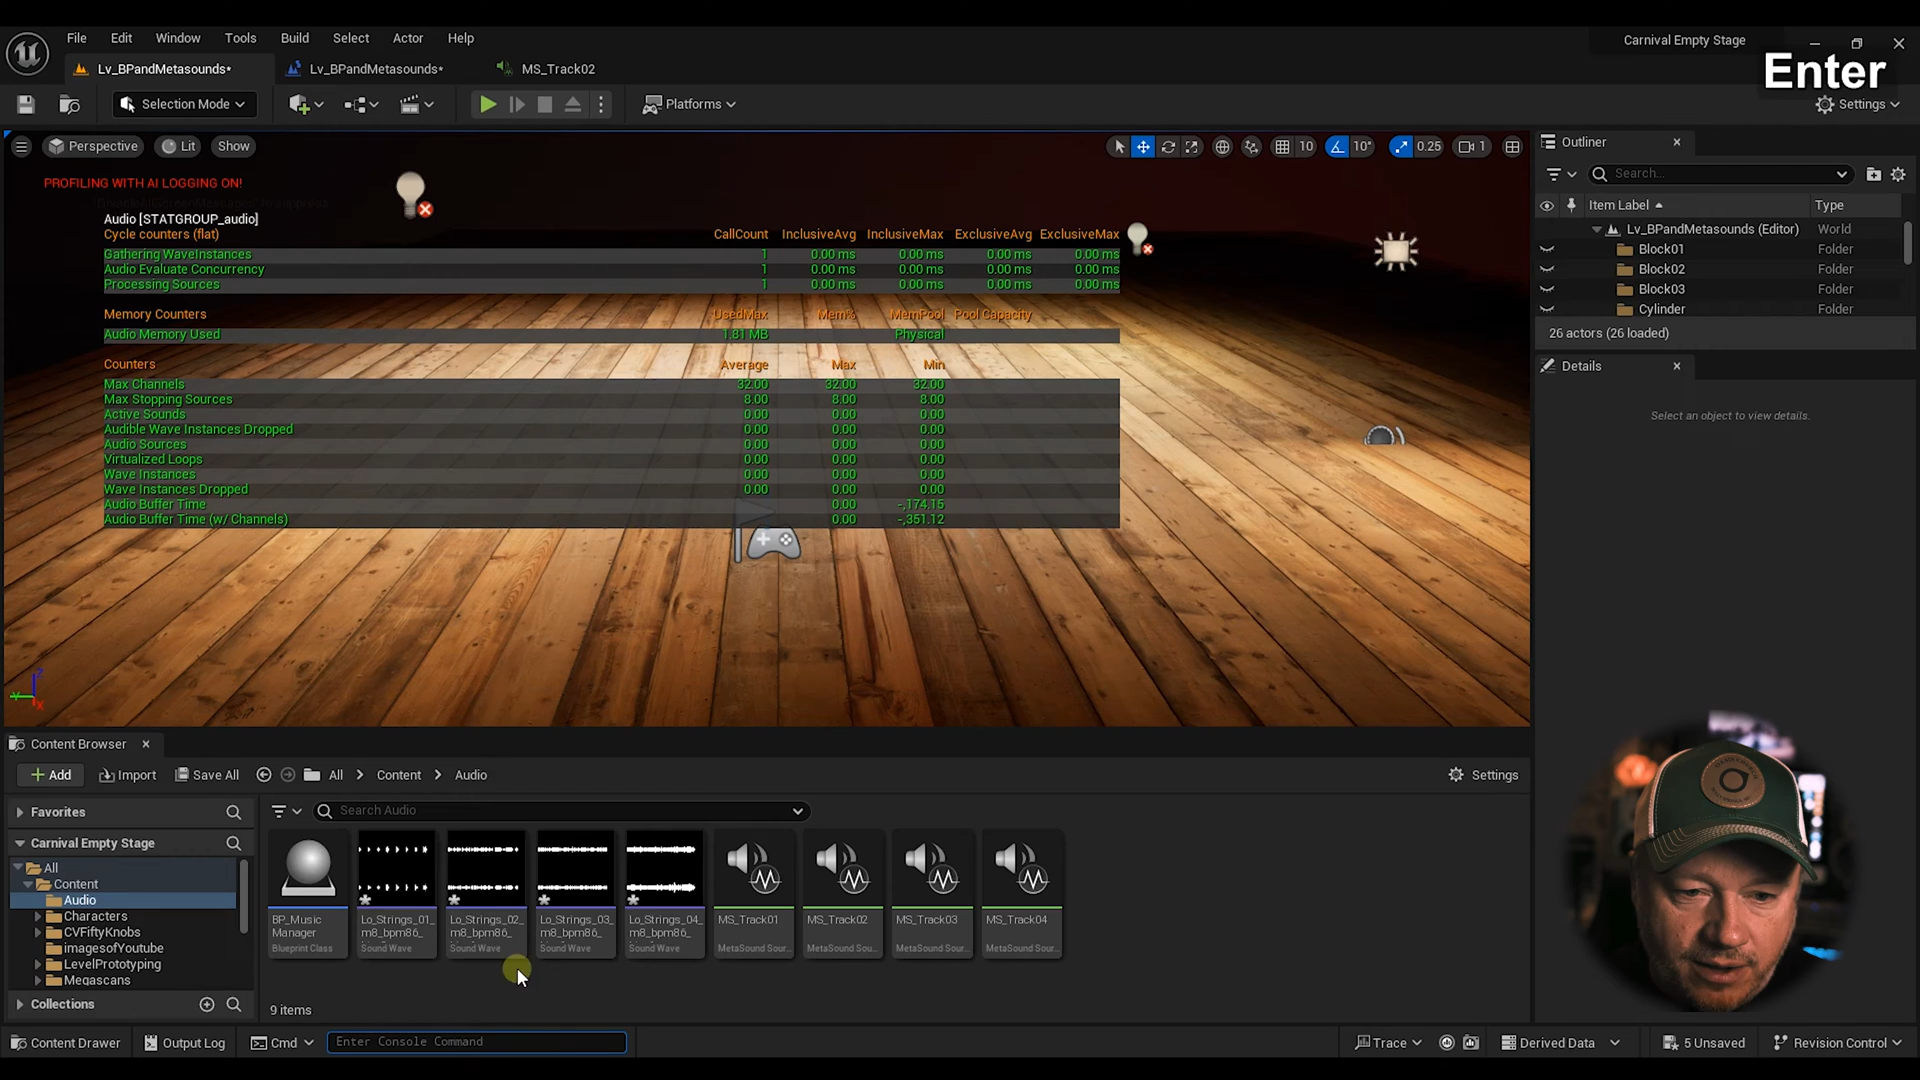 File Edit Window Tools Build Select Actor Help
Carnival Empty Stage
Enter
Lv_BPandMetasounds*
Lv_BPandMetasounds*
MS_Track02
Selection Mode
Platforms
Settings
Perspective
Lit
Show
10
10°
0.25
1
PROFILING WITH AI LOGGING ON!
Audio [STATGROUP_audio]
Cycle counters (flat) CallCount InclusiveAvg InclusiveMax ExclusiveAvg ExclusiveMax
Gathering WaveInstances 1 0.00 ms 0.00 ms 0.00 ms 0.00 ms
Audio Evaluate Concurrency 1 0.00 ms 0.00 ms 0.00 ms 0.00 ms
Processing Sources 1 0.00 ms 0.00 ms 0.00 ms 0.00 ms
Memory Counters UsedMax Mem% MemPool Pool Capacity
Audio Memory Used 1.81 MB Physical
Counters Average Max Min
Max Channels 32.00 32.00 32.00
Max Stopping Sources 8.00 8.00 8.00
Active Sounds 0.00 0.00 0.00
Audible Wave Instances Dropped 0.00 0.00 0.00
Audio Sources 0.00 0.00 0.00
Virtualized Loops 0.00 0.00 0.00
Wave Instances 0.00 0.00 0.00
Wave Instances Dropped 0.00 0.00 0.00
Audio Buffer Time 0.00 -,174.15
Audio Buffer Time (w/ Channels) 0.00 -,351.12
Outliner
Search...
Item Label Type
Lv_BPandMetasounds (Editor) World
Block01 Folder
Block02 Folder
Block03 Folder
Cylinder Folder
26 actors (26 loaded)
Details
Select an object to view details.
Content Browser
Add
Import
Save All
All
Content
Audio
Settings
Favorites
Carnival Empty Stage
All
Content
Audio
Characters
CVFiftyKnobs
imagesofYoutube
LevelPrototyping
Megascans
Collections
Search Audio
BP_Music
Manager
Blueprint Class
Lo_Strings_01_
m8_bpm86_
Sound Wave
Lo_Strings_02_
m8_bpm86_
Sound Wave
Lo_Strings_03_
m8_bpm86_
Sound Wave
Lo_Strings_04_
m8_bpm86_
Sound Wave
MS_Track01
MetaSound Sour...
MS_Track02
MetaSound Sou...
MS_Track03
MetaSound Sour...
MS_Track04
MetaSound Sour...
9 items
Content Drawer
Output Log
Cmd
Enter Console Command
Trace
Derived Data
5 Unsaved
Revision Control